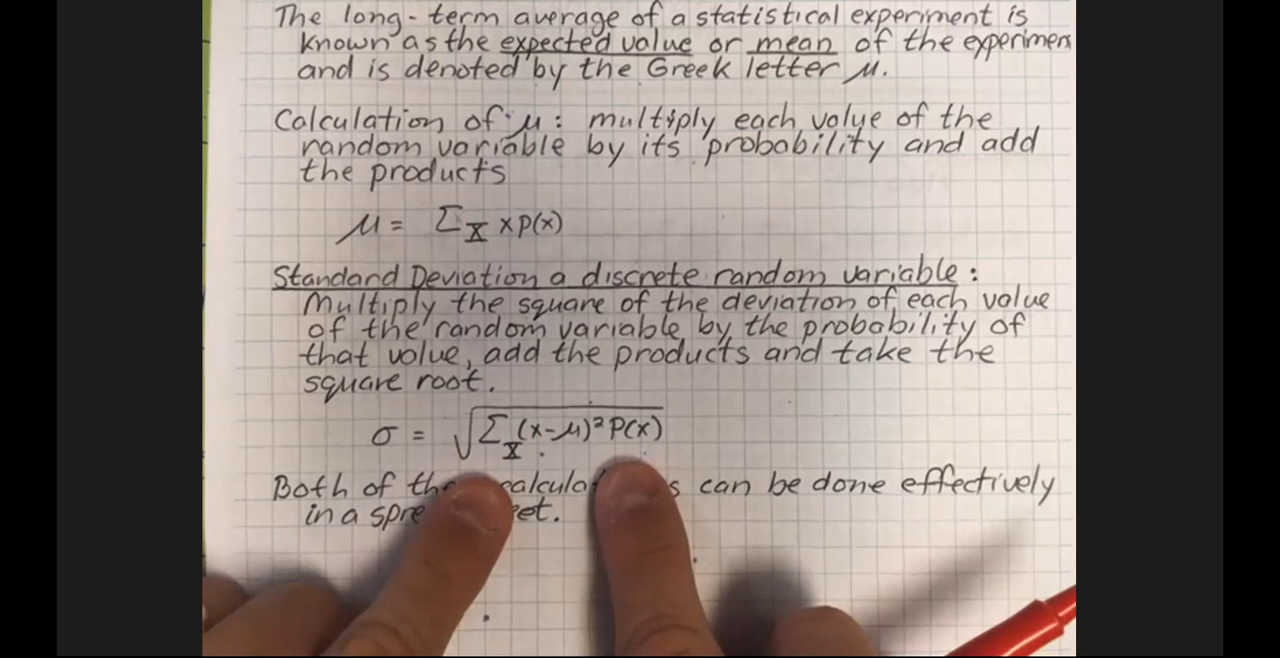 The long-term average of a statistical experiment is
known as the expected value or mean of the experimen
and is denoted by the Greek letter μ.
Calculation of μ: multiply each value of the
random variable by its probability and add
the products
μ = Σ_X x P(x)
Standard Deviation a discrete random variable:
Multiply the square of the deviation of each value
of the random variable by the probability of
that value, add the products and take the
square root.
σ = √Σ_X (x-μ)² P(x)
Both of can be done effectively
in a